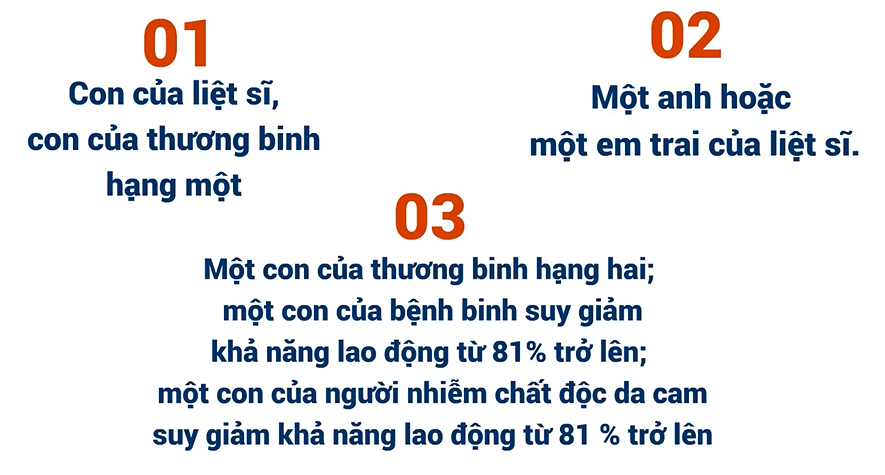 01
Con của liệt sĩ,
con của thương binh
hạng một
02
Một anh hoặc
một em trai của liệt sĩ.
03
Một con của thương binh hạng hai;
một con của bệnh binh suy giảm
khả năng lao động từ 81% trở lên;
một con của người nhiễm chất độc da cam
suy giảm khả năng lao động từ 81 % trở lên